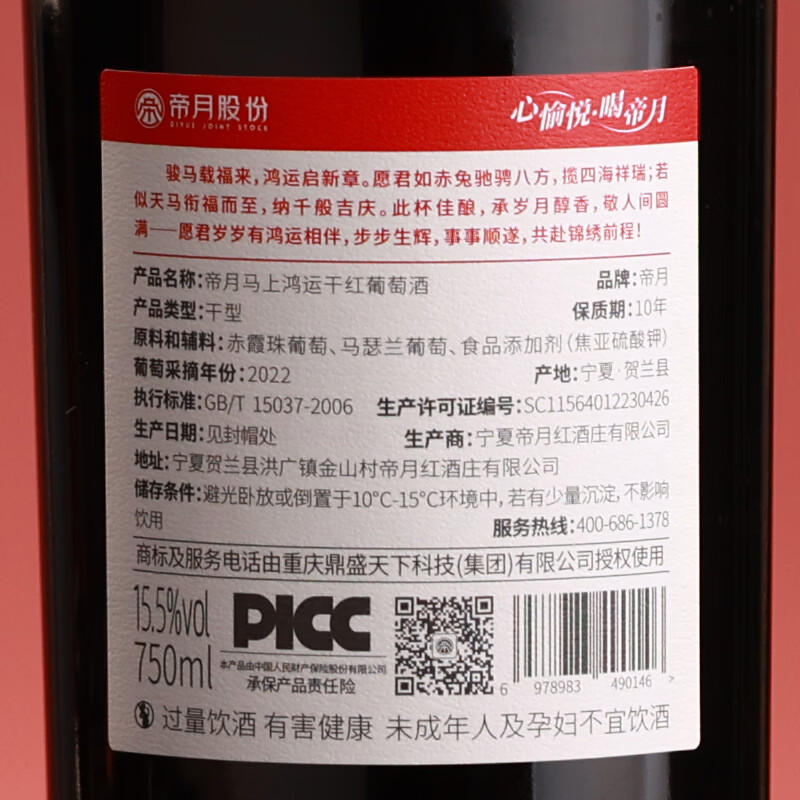 帝月股份
DIYUE JOINT STOCK
心愉悦·喝帝月
骏马载福来，鸿运启新章。愿君如赤兔驰骋八方，揽四海祥瑞；若
似天马衔福而至，纳千般吉庆。此杯佳酿，承岁月醇香，敬人间圆
满——愿君岁岁有鸿运相伴，步步生辉，事事顺遂，共赴锦绣前程！
产品名称：帝月马上鸿运干红葡萄酒 品牌：帝月
产品类型：干型 保质期：10年
原料和辅料：赤霞珠葡萄、马瑟兰葡萄、食品添加剂（焦亚硫酸钾）
葡萄采摘年份：2022 产地：宁夏·贺兰县
执行标准：GB/T 15037-2006 生产许可证编号：SC11564012230426
生产日期：见封帽处 生产商：宁夏帝月红酒庄有限公司
地址：宁夏贺兰县洪广镇金山村帝月红酒庄有限公司
储存条件：避光卧放或倒置于10°C-15°C环境中，若有少量沉淀，不影响
饮用 服务热线：400-686-1378
商标及服务电话由重庆鼎盛天下科技(集团)有限公司授权使用
15.5%vol
750ml
PICC
本产品由中国人民财产保险股份有限公司
承保产品责任险
6 978983 490146 >
过量饮酒 有害健康 未成年人及孕妇不宜饮酒